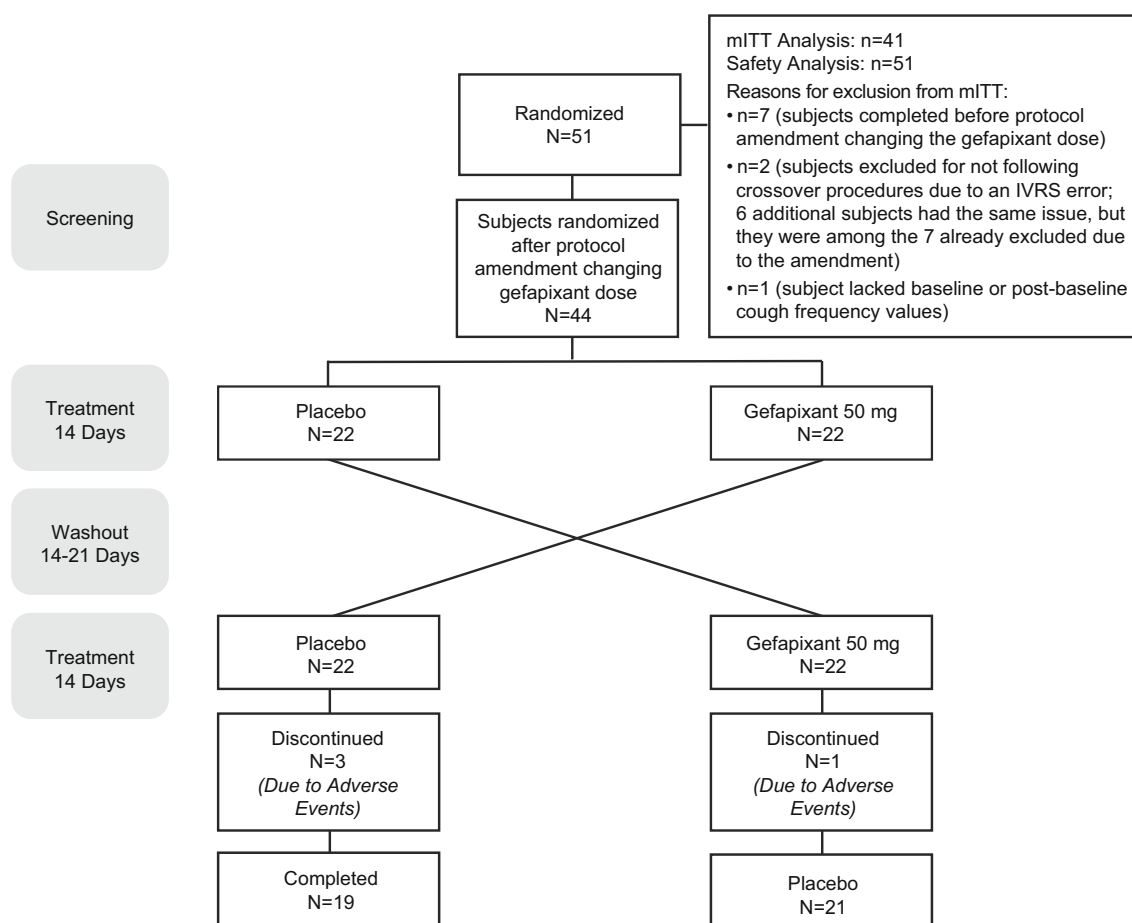 mITT Analysis: n=41
Safety Analysis: n=51
Reasons for exclusion from mITT:
• n=7 (subjects completed before protocol
amendment changing the gefapixant dose)
• n=2 (subjects excluded for not following
crossover procedures due to an IVRS error;
6 additional subjects had the same issue, but
they were among the 7 already excluded due
to the amendment)
• n=1 (subject lacked baseline or post-baseline
cough frequency values)
Randomized
N=51
Screening
Subjects randomized
after protocol
amendment changing
gefapixant dose
N=44
Treatment
14 Days
Placebo
N=22
Gefapixant 50 mg
N=22
Washout
14-21 Days
Treatment
14 Days
Placebo
N=22
Gefapixant 50 mg
N=22
Discontinued
N=3
(Due to Adverse
Events)
Discontinued
N=1
(Due to Adverse
Events)
Completed
N=19
Placebo
N=21